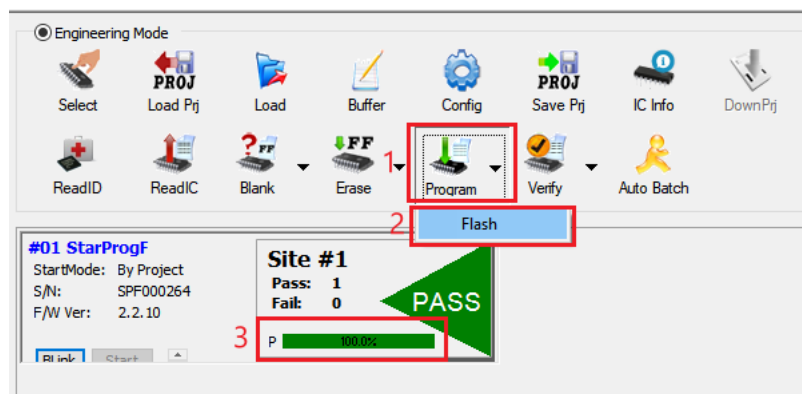 Engineering Mode
PROJ PROJ
Select Load Prj Load Buffer Config Save Prj IC Info DownPrj
? FF FF 1
ReadID ReadIC Blank Erase Program Verify Auto Batch
2 Flash
#01 StarProgF
StartMode: By Project
S/N: SPF000264
F/W Ver: 2.2.10
BLink Start
Site #1
Pass: 1
Fail: 0
PASS
3 P 100.0%